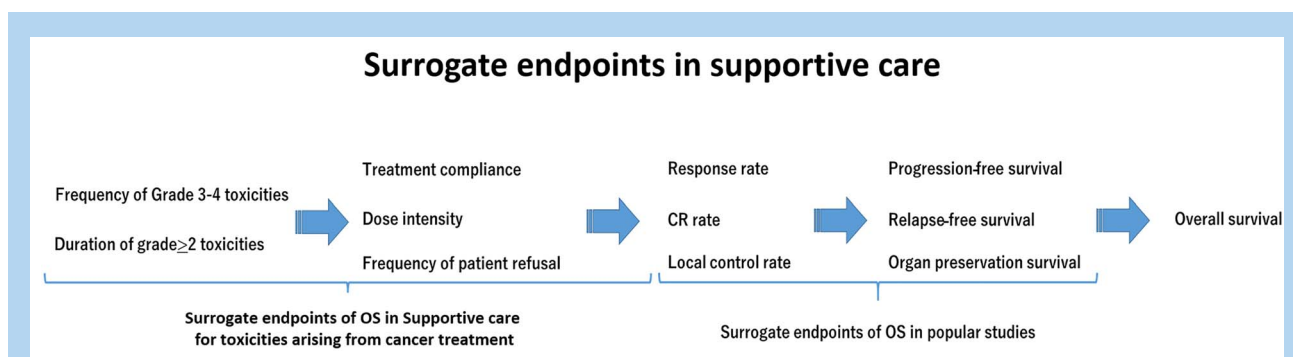 Surrogate endpoints in supportive care
Frequency of Grade 3-4 toxicities
Duration of grade≥2 toxicities
Treatment compliance
Dose intensity
Frequency of patient refusal
Response rate
CR rate
Local control rate
Progression-free survival
Relapse-free survival
Organ preservation survival
Overall survival
Surrogate endpoints of OS in Supportive care
for toxicities arising from cancer treatment
Surrogate endpoints of OS in popular studies